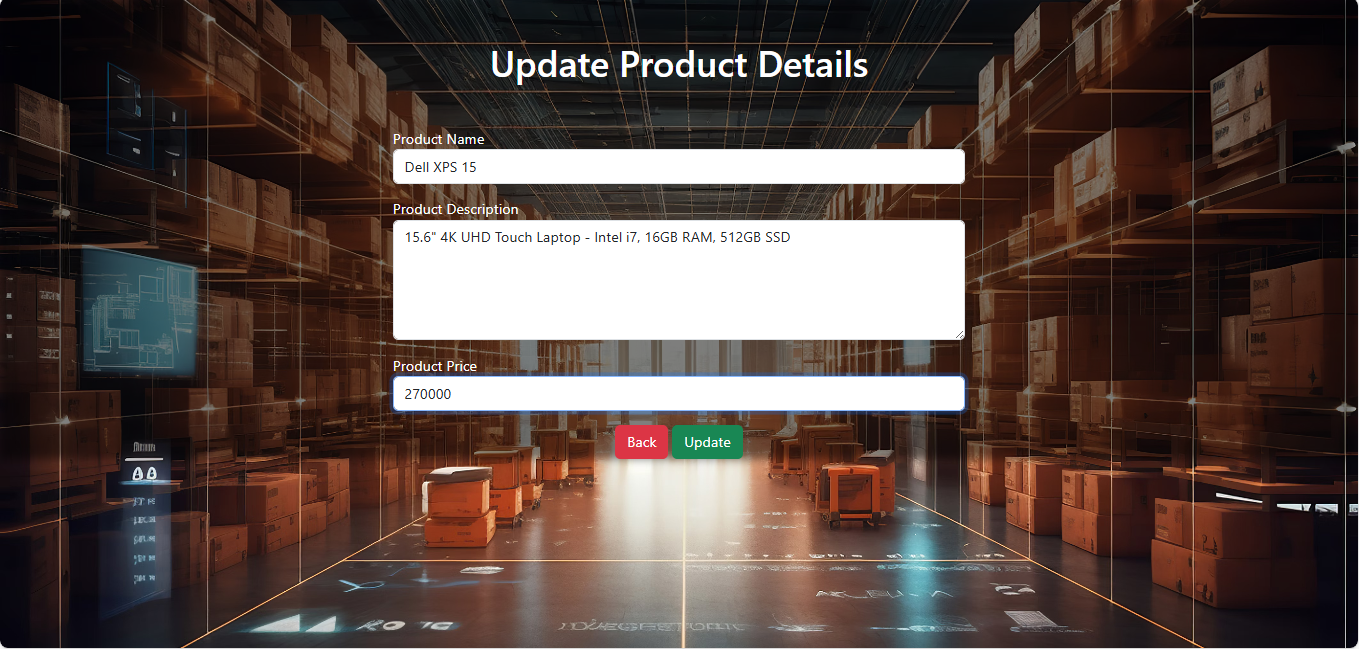 Update Product Details
Product Name
Dell XPS 15
Product Description
15.6" 4K UHD Touch Laptop - Intel i7, 16GB RAM, 512GB SSD
Product Price
270000
Back
Update